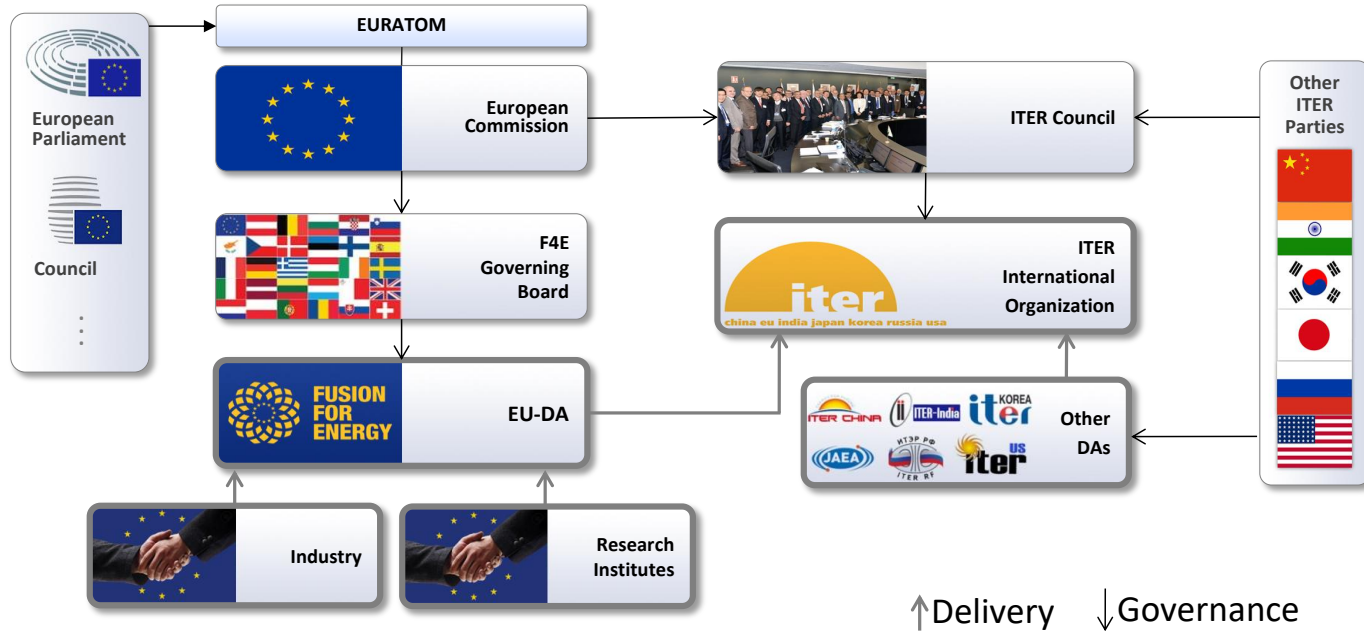 EURATOM
European
Parliament
Council
European
Commission
ITER Council
Other
ITER
Parties
F4E
Governing
Board
iter
china eu india japan korea russia usa
ITER
International
Organization
FUSION
FOR
ENERGY
EU-DA
ITER CHINA
ITER-India
KOREA
iter
JAEA
ИТЭР РФ
ITER RF
US
iter
Other
DAs
Industry
Research
Institutes
Delivery
Governance